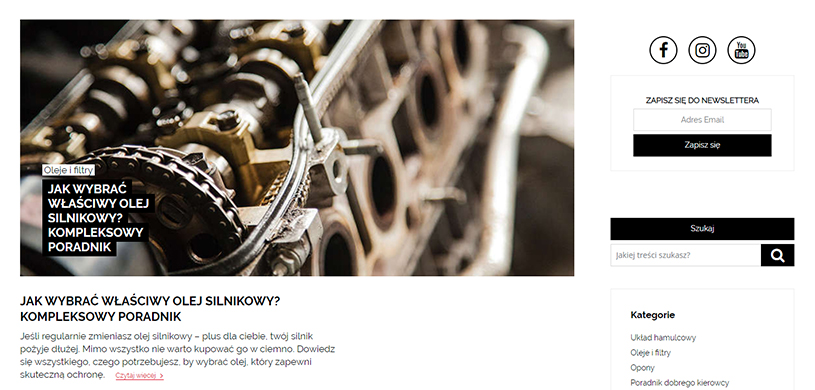 Oleje i filtry
JAK WYBRAĆ
WŁAŚCIWY OLEJ
SILNIKOWY?
KOMPLEKSOWY
PORADNIK
JAK WYBRAĆ WŁAŚCIWY OLEJ SILNIKOWY?
KOMPLEKSOWY PORADNIK
Jeśli regularnie zmieniasz olej silnikowy – plus dla ciebie, twój silnik
pożyje dłużej. Mimo wszystko nie warto kupować go w ciemno. Dowiedz
się wszystkiego, czego potrzebujesz, by wybrać olej, który zapewni
skuteczną ochronę. Czytaj więcej >
You
Tube
ZAPISZ SIĘ DO NEWSLETTERA
Adres Email
Zapisz się
Szukaj
Jakiej treści szukasz?
Kategorie
Układ hamulcowy
Oleje i filtry
Opony
Poradnik dobrego kierowcy